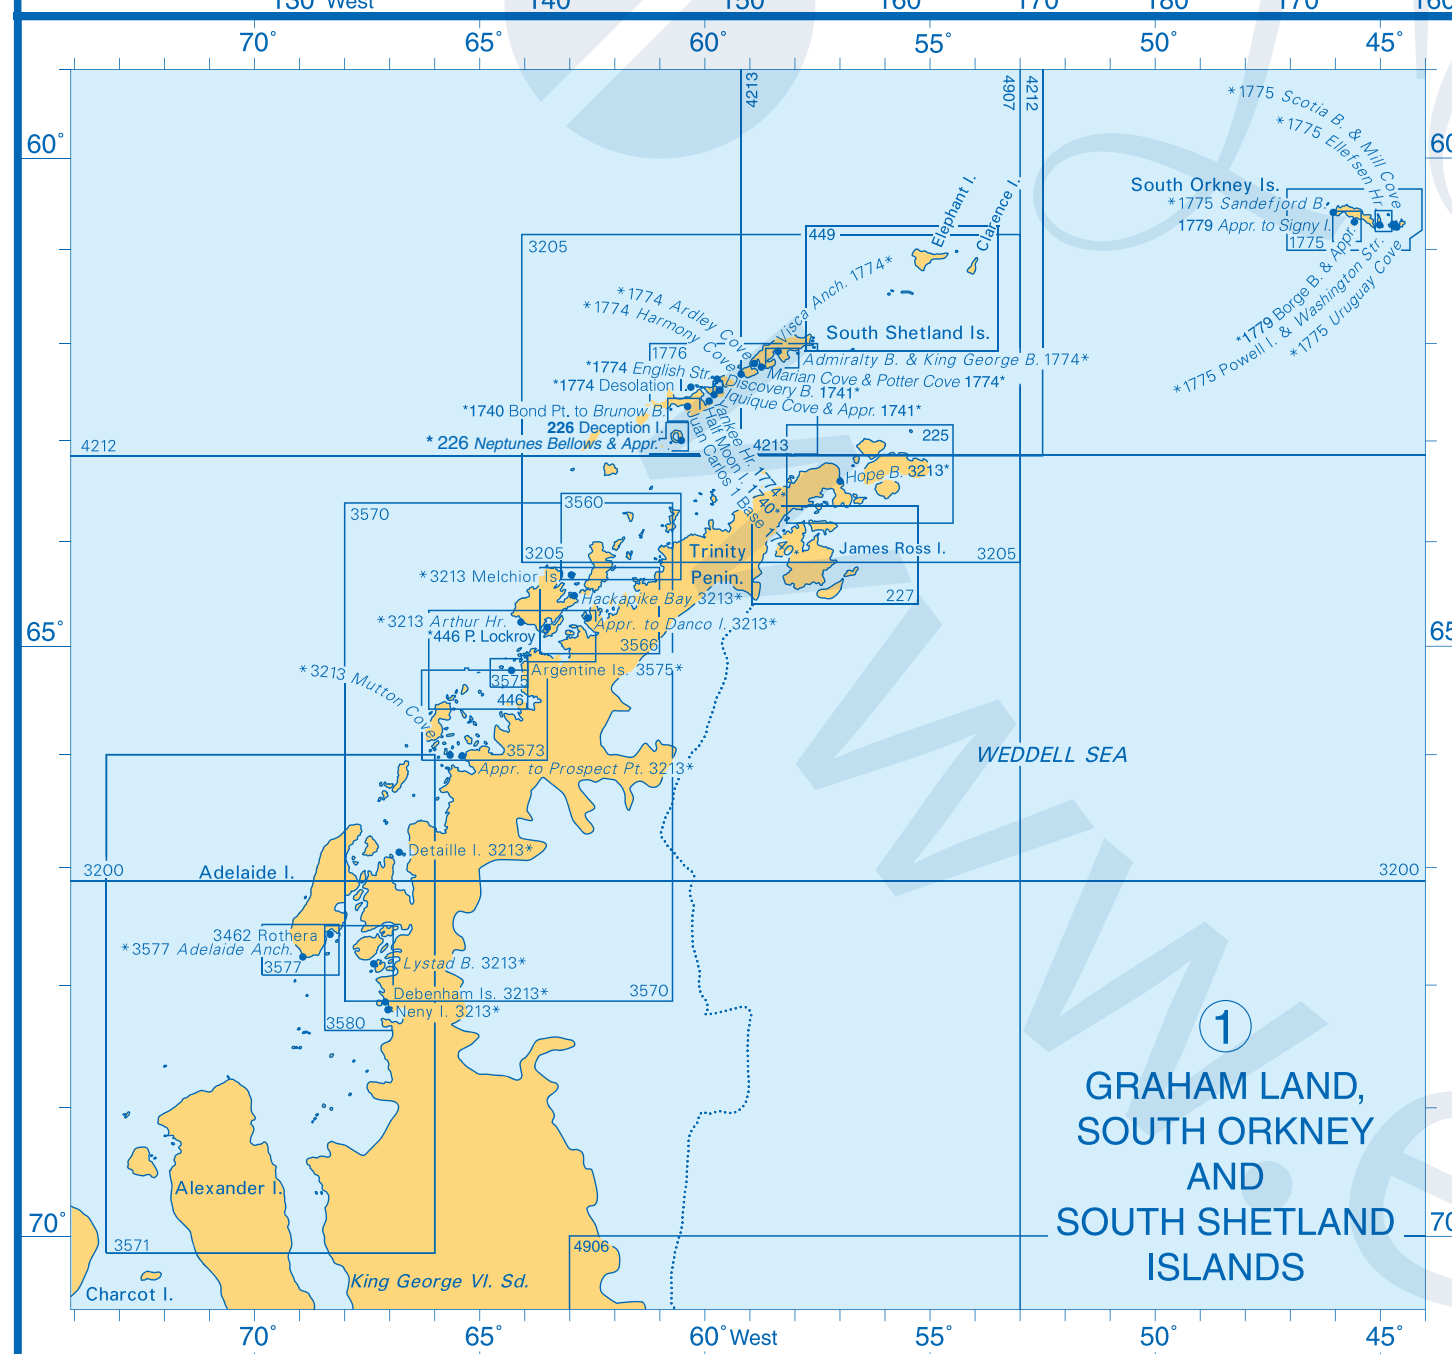 130° West 140° 150° 160° 170° 180° 170° 160
70° 65° 60° 55° 50° 45°
4213
4907
4212
60°
60
*1775 Scotia B. & Mill Cove
*1775 Ellefsen Hr.
South Orkney Is.
*1775 Sandefjord B.
1779 Appr. to Signy I.
1775
*1779 Borge B. & Appr.
*1775 Powell I. & Washington Str.
*1775 Uruguay Cove
Elephant I.
Clarence I.
3205
449
Visca Anch. 1774*
*1774 Ardley Cove
*1774 Harmony Cove
South Shetland Is.
1776
Admiralty B. & King George B. 1774*
*1774 English Str.
Marian Cove & Potter Cove 1774*
*1774 Desolation I.
Discovery B. 1741*
Iquique Cove & Appr. 1741*
*1740 Bond Pt. to Brunow B.
226 Deception I.
*226 Neptunes Bellows & Appr.
Yankee Hr. 1774*
Half Moon I. 1740*
Juan Carlos 1 Base 1740*
4212
4213
225
Hope B. 3213*
3570
3560
3205
Trinity
Penin.
James Ross I.
3205
227
*3213 Melchior Is.
Hackapike Bay 3213*
*3213 Arthur Hr.
Appr. to Danco I. 3213*
*446 P. Lockroy
3566
65°
65
*3213 Mutton Cove
Argentine Is. 3575*
3575
446
3573
WEDDELL SEA
Appr. to Prospect Pt. 3213*
Detaille I. 3213*
3200
Adelaide I.
3200
3462 Rothera
*3577 Adelaide Anch.
3577
Lystad B. 3213*
Debenham Is. 3213*
3570
Neny I. 3213*
3580
1
GRAHAM LAND,
SOUTH ORKNEY
AND
SOUTH SHETLAND
ISLANDS
Alexander I.
70°
70
3571
4906
King George VI. Sd.
Charcot I.
70° 65° 60° West 55° 50° 45°